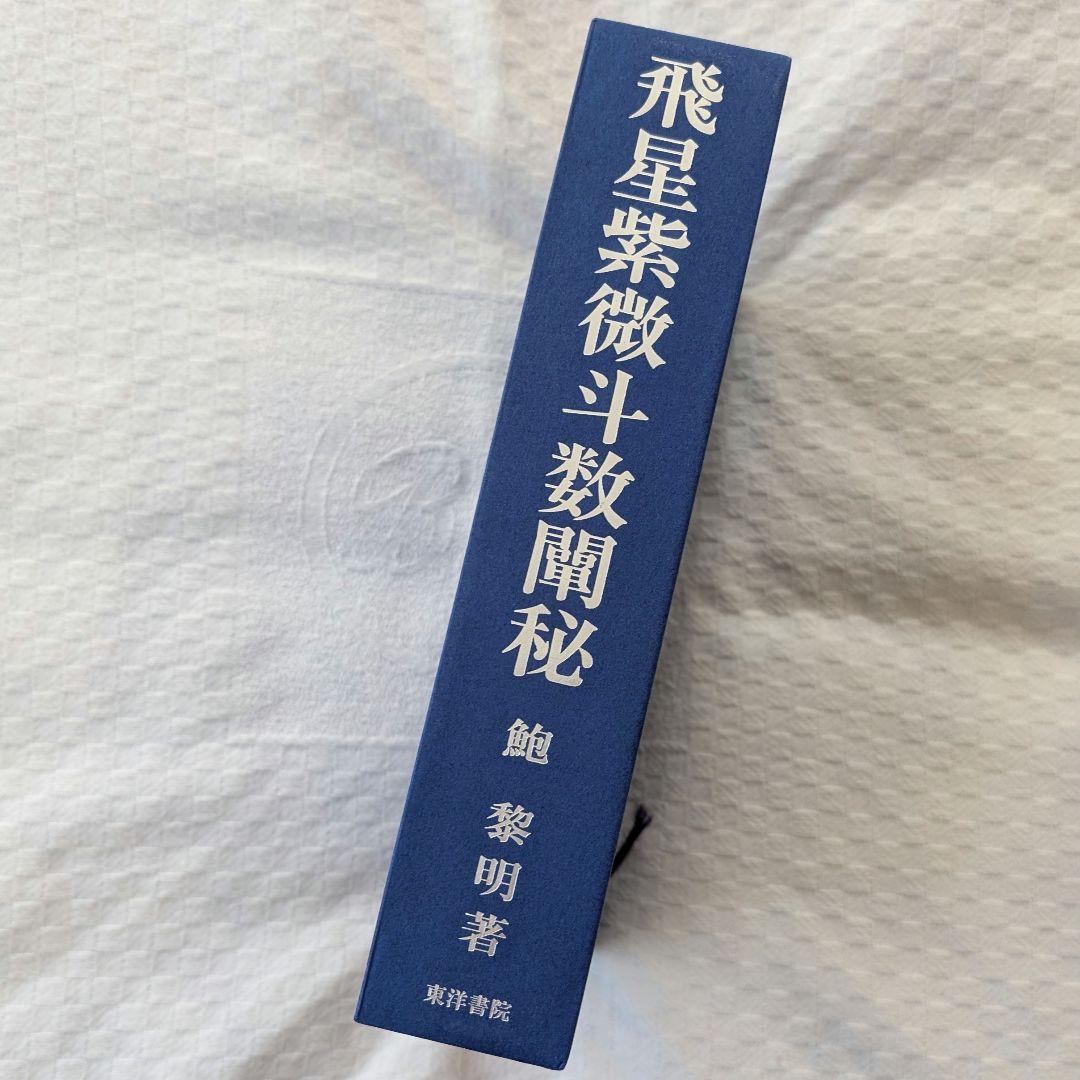 飛星紫微斗数闡秘
鮑 黎明著
東洋書院